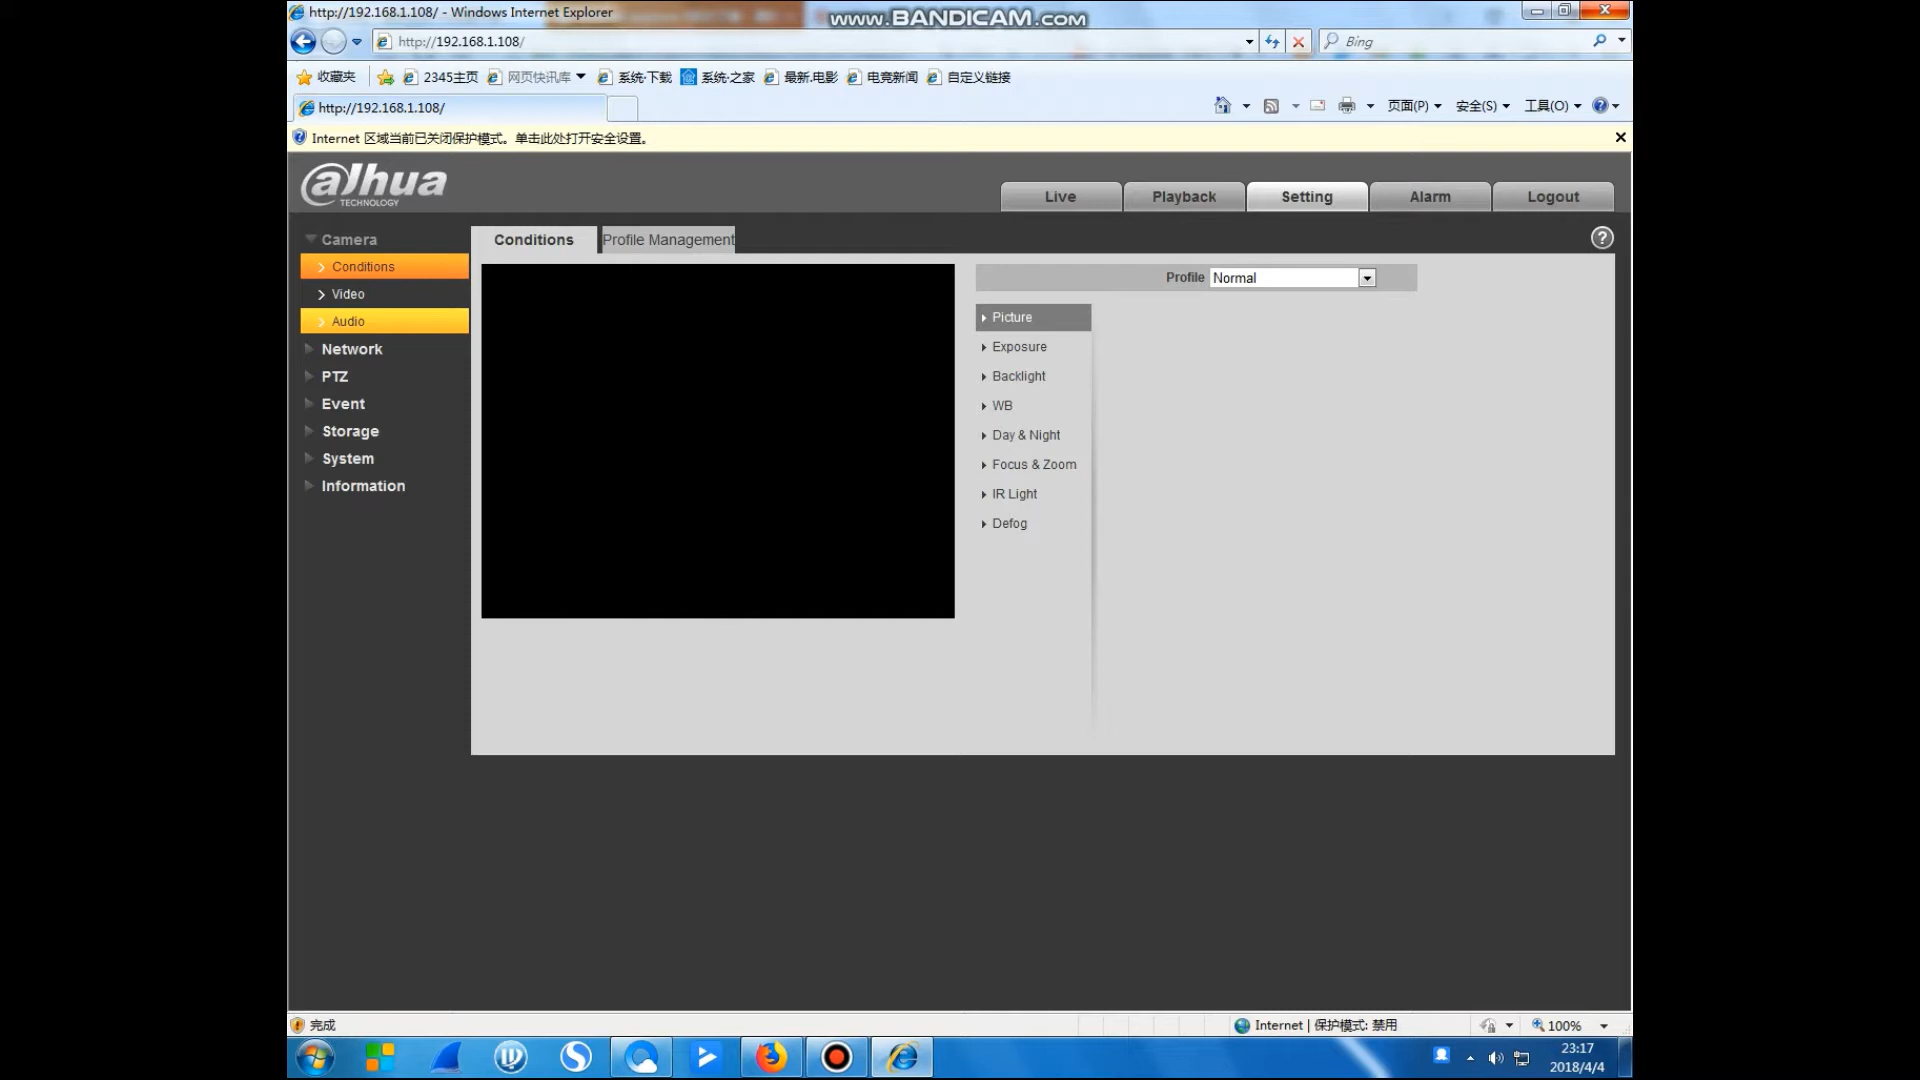 http://192.168.1.108/ - Windows Internet Explorer
www.BANDICAM.com
http://192.168.1.108/
Bing
收藏夹
2345主页
网页快讯库
系统·下载
系统·之家
最新.电影
电竞新闻
自定义链接
http://192.168.1.108/
页面(P)
安全(S)
工具(O)
Internet 区域当前已关闭保护模式。单击此处打开安全设置。
alhua
TECHNOLOGY
Live
Playback
Setting
Alarm
Logout
Camera
Conditions
Video
Audio
Network
PTZ
Event
Storage
System
Information
Conditions
Profile Management
Profile
Normal
Picture
Exposure
Backlight
WB
Day & Night
Focus & Zoom
IR Light
Defog
完成
Internet | 保护模式: 禁用
100%
23:17
2018/4/4